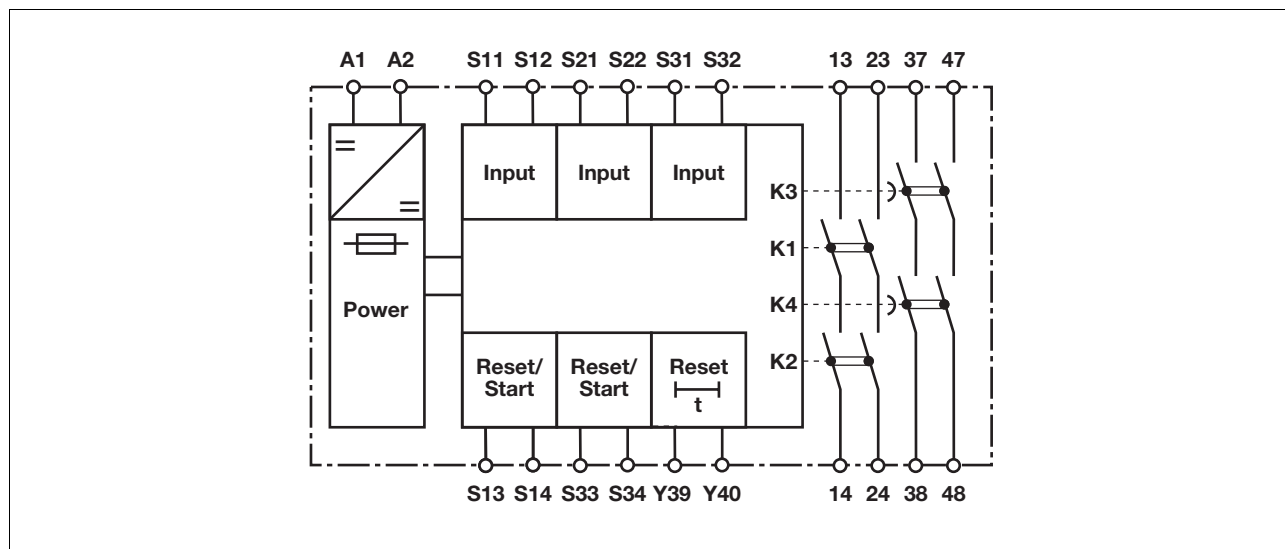 A1 A2 S11 S12 S21 S22 S31 S32 13 23 37 47
Input Input Input
K3
K1
K4
Power
K2
Reset/ Reset/ Reset
Start Start
t
S13 S14 S33 S34 Y39 Y40 14 24 38 48